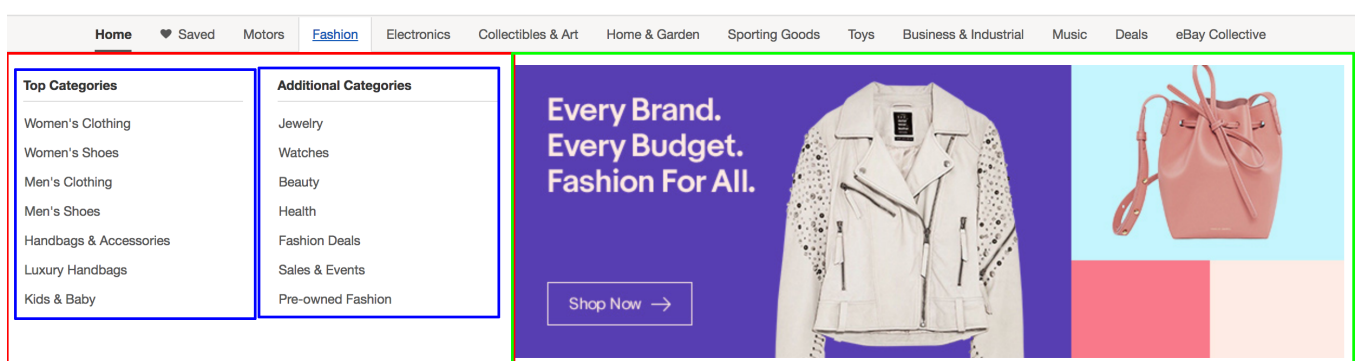 Home Saved Motors Fashion Electronics Collectibles & Art Home & Garden Sporting Goods Toys Business & Industrial Music Deals eBay Collective
Top Categories
Women's Clothing
Women's Shoes
Men's Clothing
Men's Shoes
Handbags & Accessories
Luxury Handbags
Kids & Baby
Additional Categories
Jewelry
Watches
Beauty
Health
Fashion Deals
Sales & Events
Pre-owned Fashion
Every Brand.
Every Budget.
Fashion For All.
Shop Now